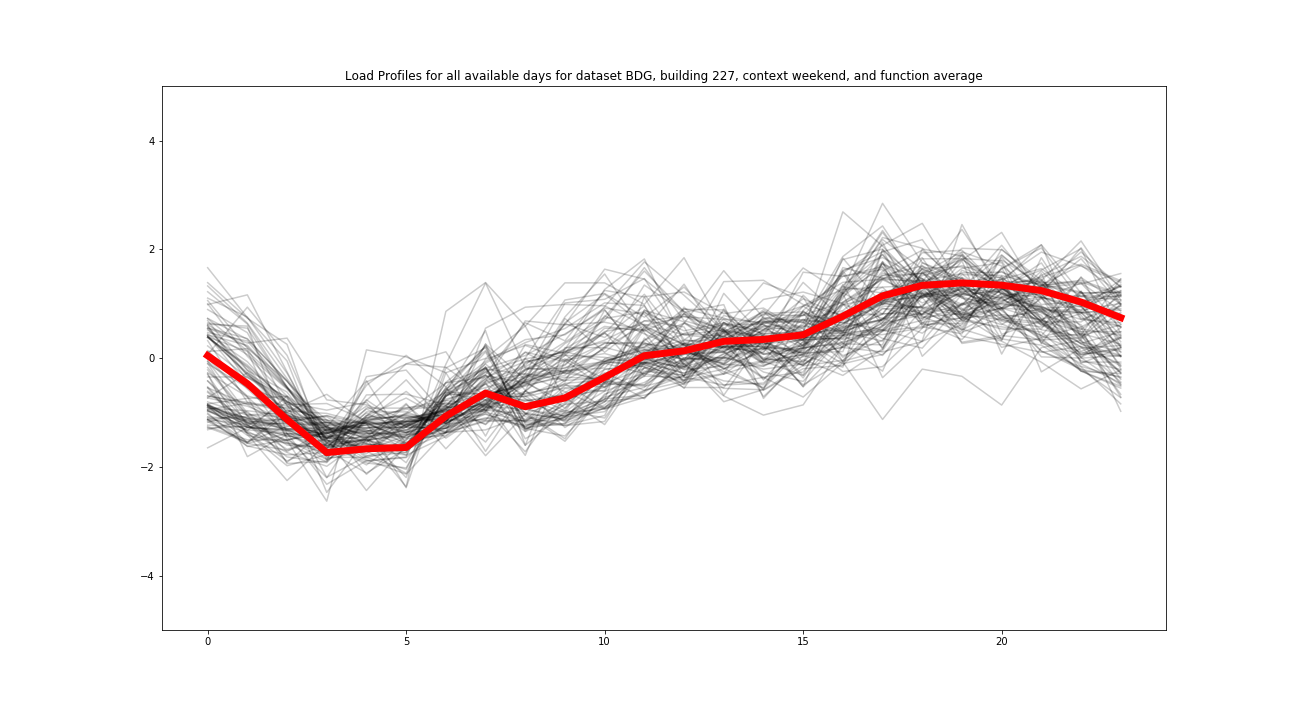 Load Profiles for all available days for dataset BDG, building 227, context weekend, and function average
4
2
0
−2
−4
0 5 10 15 20